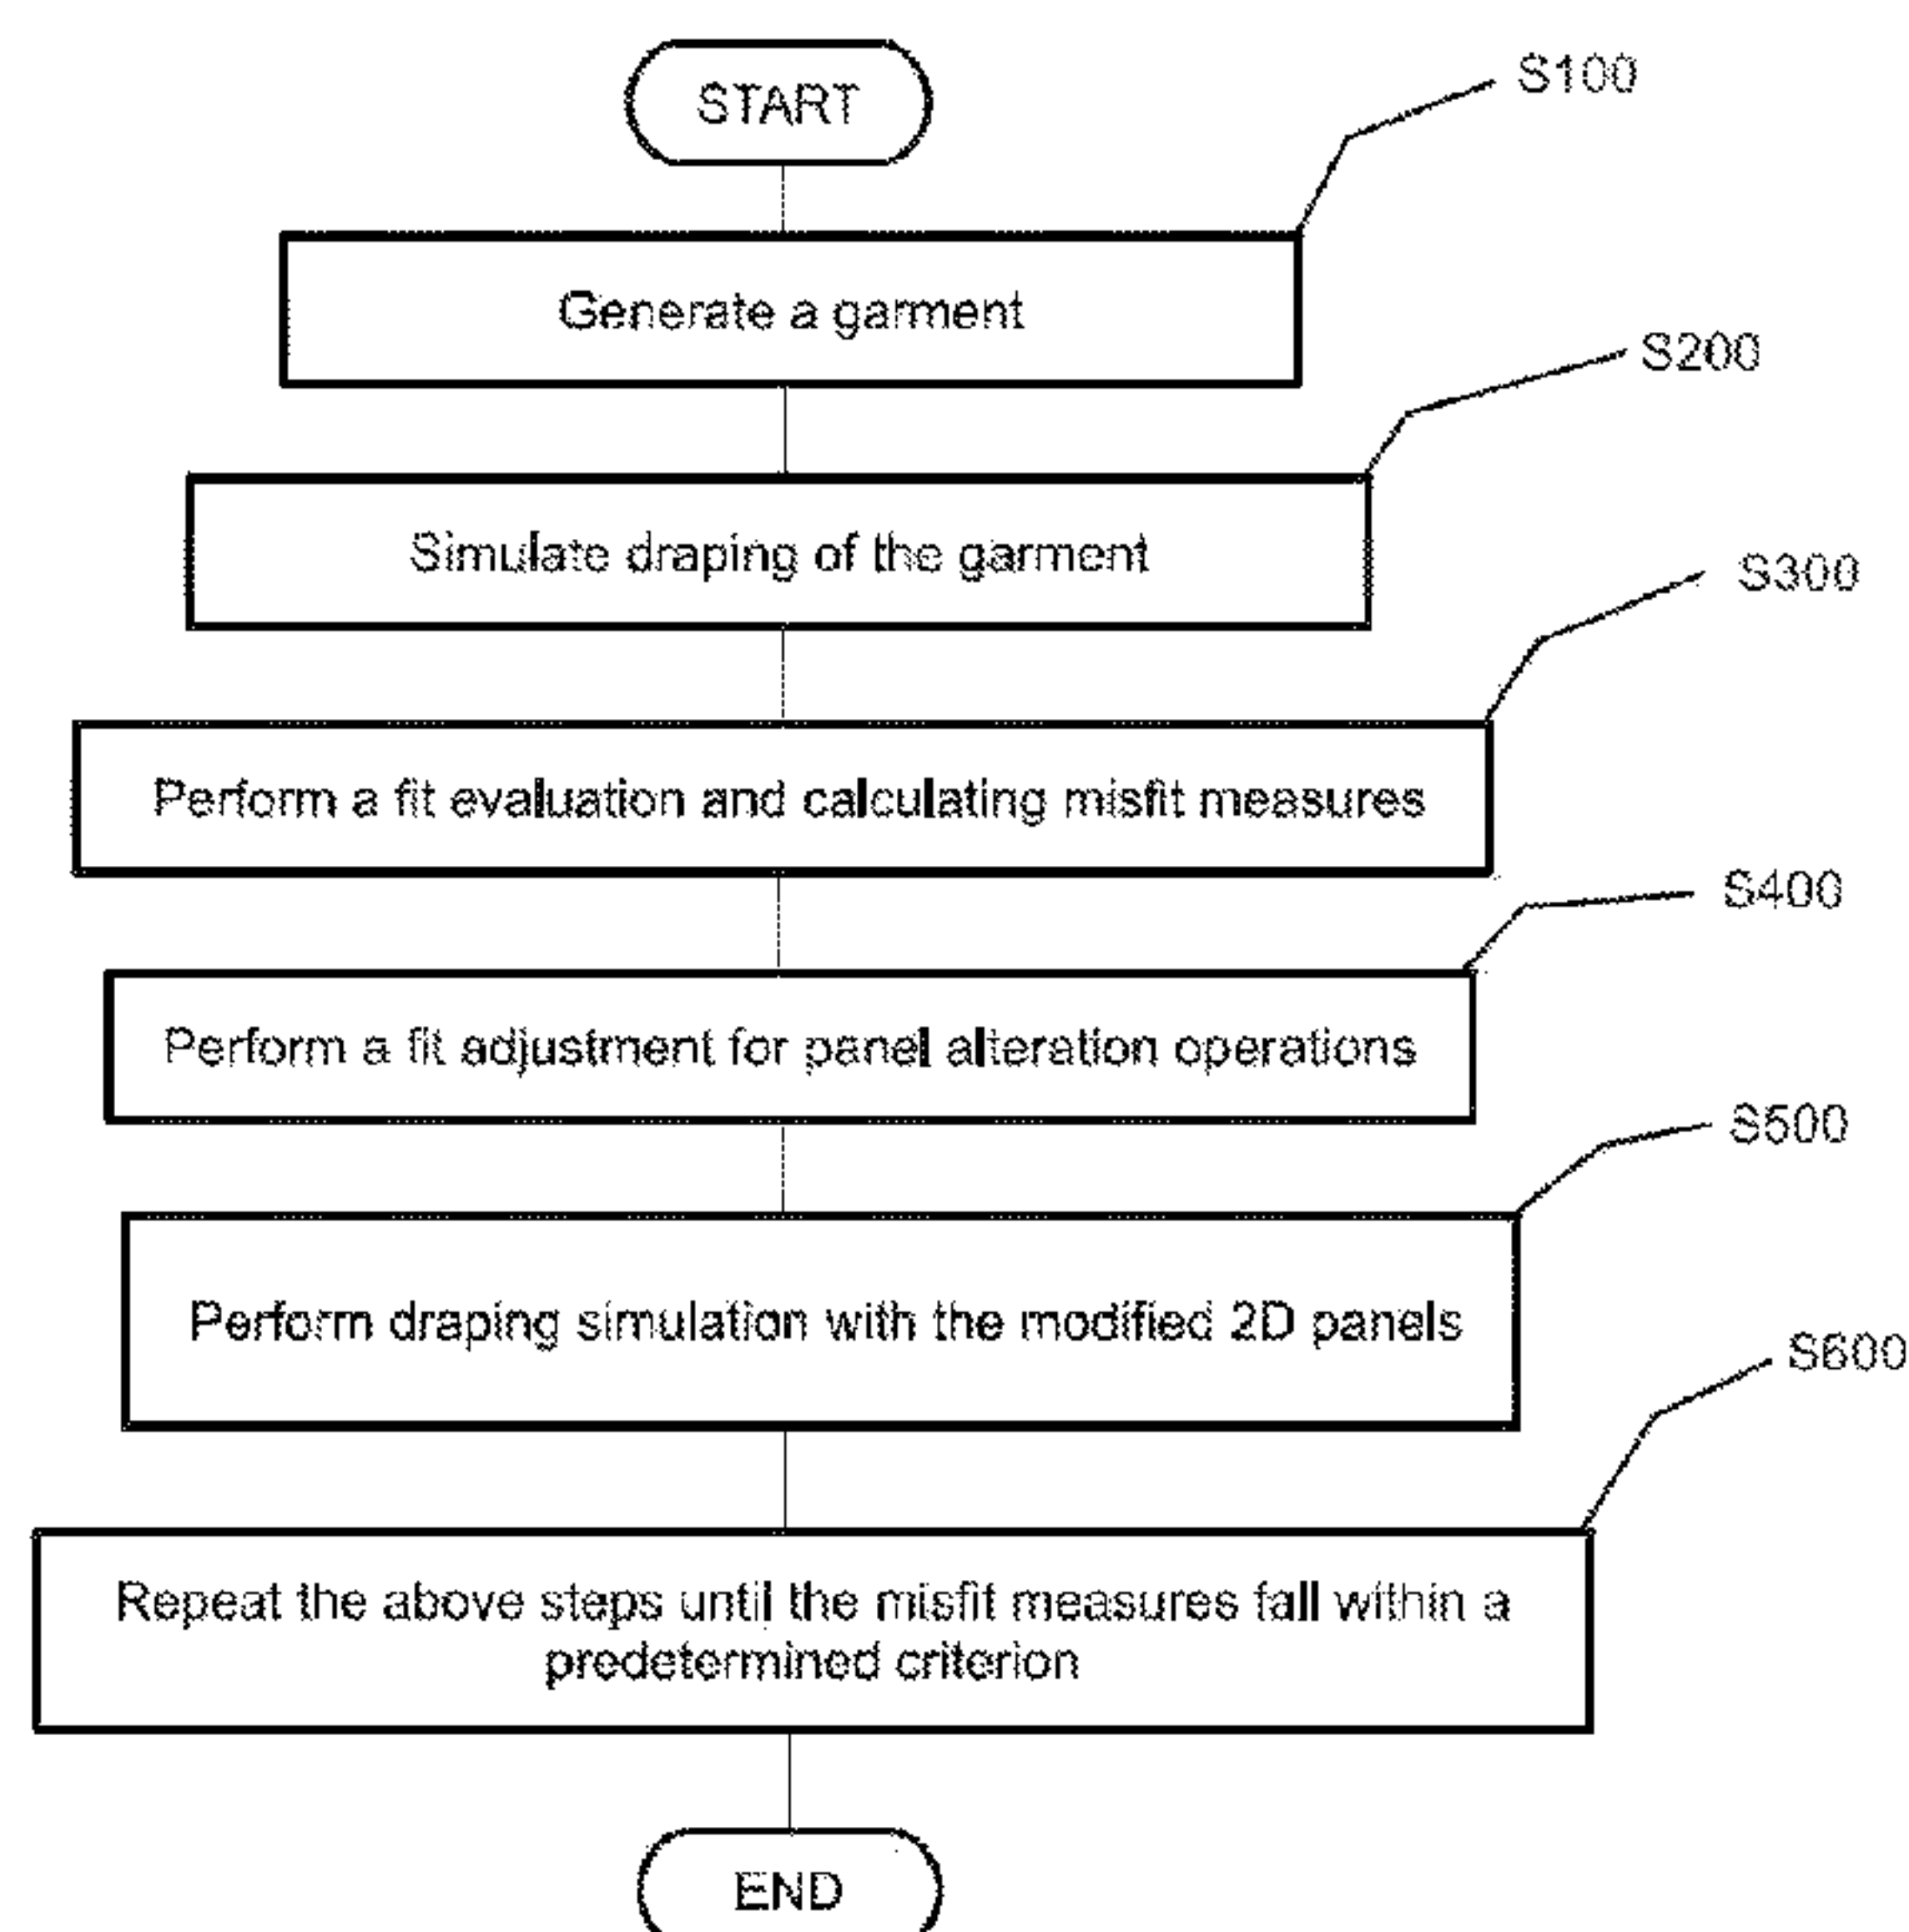 START
S100
Generate a garment
S200
Simulate draping of the garment
S300
Perform a fit evaluation and calculating misfit measures
S400
Perform a fit adjustment for panel alteration operations
S500
Perform draping simulation with the modified 2D panels
S600
Repeat the above steps until the misfit measures fall within a
predetermined criterion
END